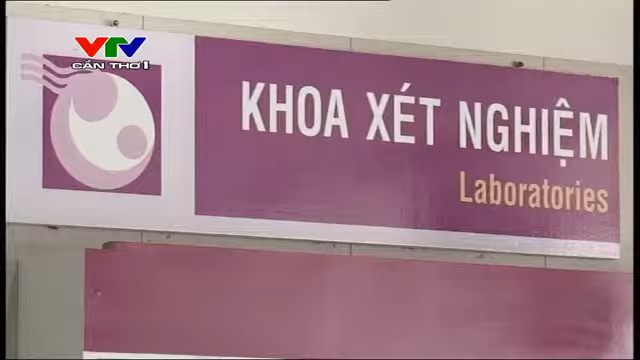 VTV
CẦN THƠ 1
KHOA XÉT NGHIỆM
Laboratories